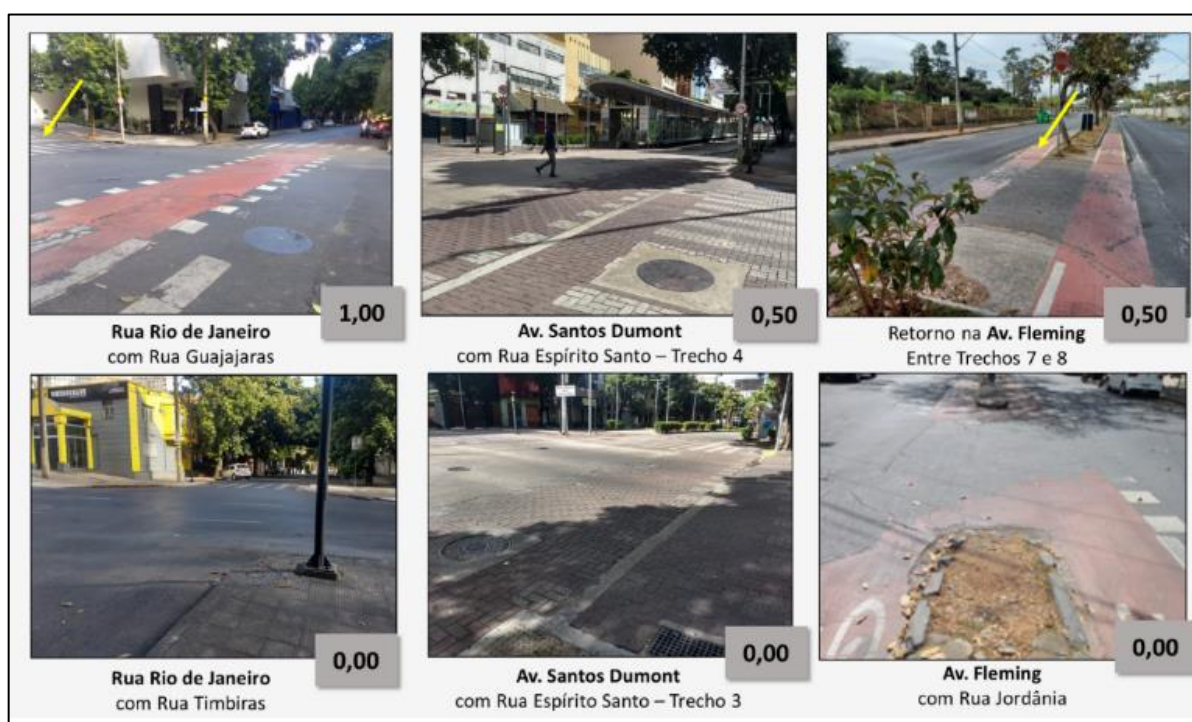 1,00
Rua Rio de Janeiro
com Rua Guajajaras
0,50
Av. Santos Dumont
com Rua Espírito Santo – Trecho 4
0,50
Retorno na Av. Fleming
Entre Trechos 7 e 8
0,00
Rua Rio de Janeiro
com Rua Timbiras
0,00
Av. Santos Dumont
com Rua Espírito Santo – Trecho 3
0,00
Av. Fleming
com Rua Jordânia